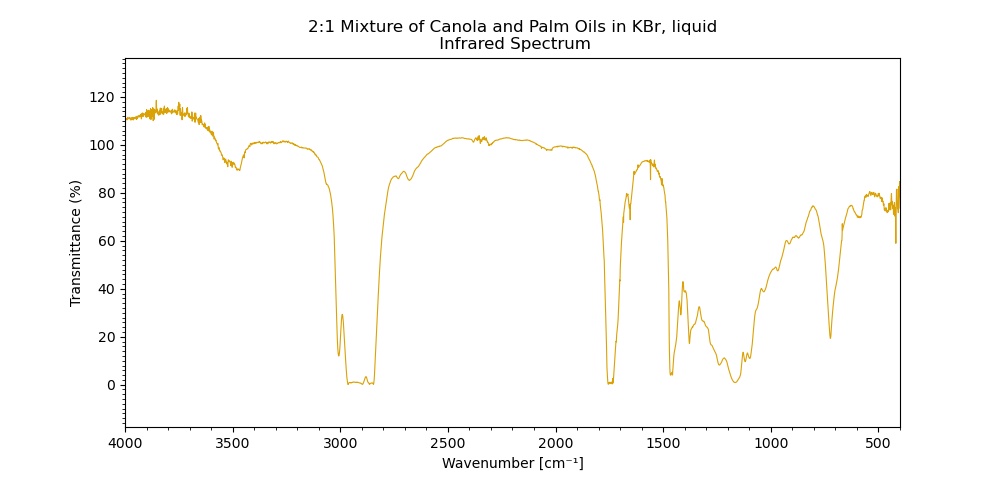 2:1 Mixture of Canola and Palm Oils in KBr, liquid
Infrared Spectrum
120
100
80
60
40
20
0
Transmittance (%)
4000 3500 3000 2500 2000 1500 1000 500
Wavenumber [cm⁻¹]